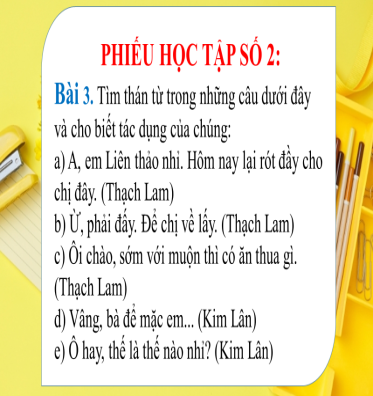 PHIẾU HỌC TẬP SỐ 2:
Bài 3. Tìm thán từ trong những câu dưới đây
và cho biết tác dụng của chúng:
a) A, em Liên thảo nhỉ. Hôm nay lại rót đầy cho
chị đây. (Thạch Lam)
b) Ừ, phải đấy. Để chị về lấy. (Thạch Lam)
c) Ôi chào, sớm với muộn thì có ăn thua gì.
(Thạch Lam)
d) Vâng, bà để mặc em... (Kim Lân)
e) Ô hay, thế là thế nào nhỉ? (Kim Lân)